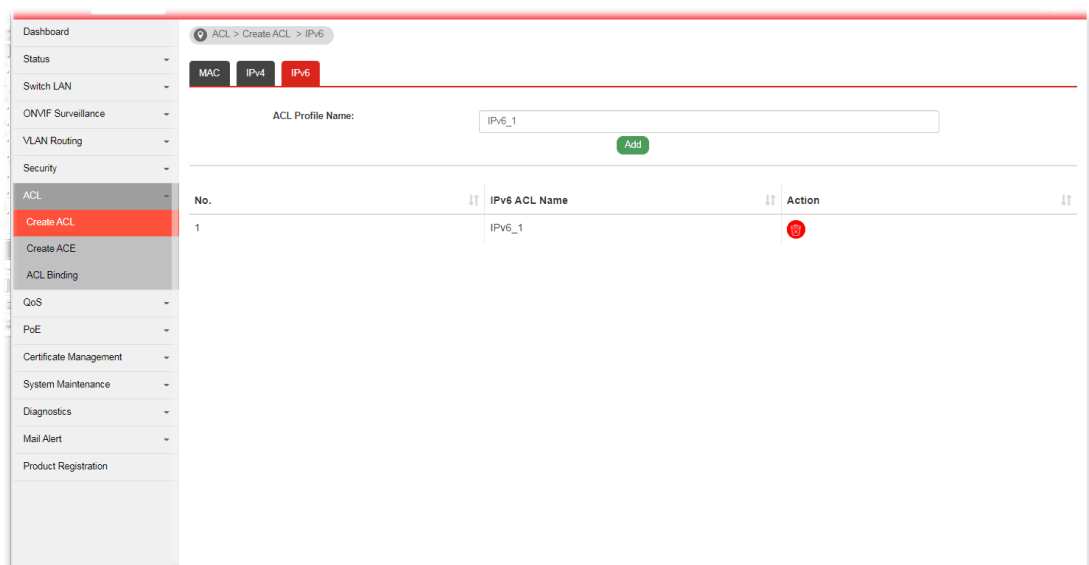 Dashboard
Status
Switch LAN
ONVIF Surveillance
VLAN Routing
Security
ACL
Create ACL
Create ACE
ACL Binding
QoS
PoE
Certificate Management
System Maintenance
Diagnostics
Mail Alert
Product Registration
ACL > Create ACL > IPv6
MAC IPv4 IPv6
ACL Profile Name: IPv6_1
Add
No. IPv6 ACL Name Action
1 IPv6_1